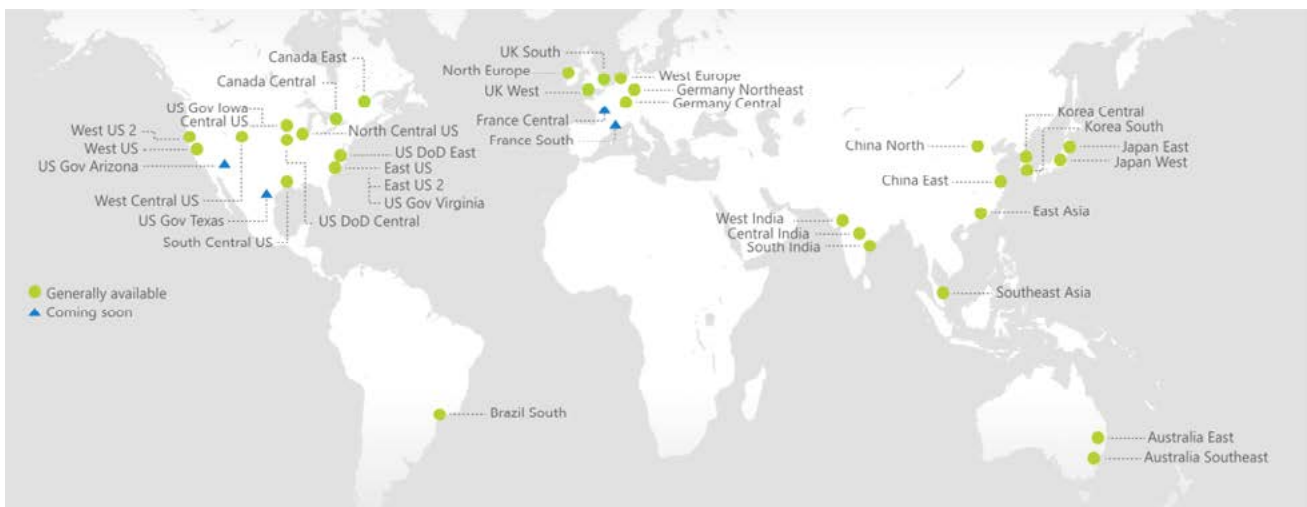 Canada East
Canada Central
US Gov Iowa
Central US
West US 2
West US
US Gov Arizona
West Central US
US Gov Texas
South Central US
North Central US
US DoD East
East US
East US 2
US Gov Virginia
US DoD Central
UK South
North Europe
UK West
West Europe
Germany Northeast
Germany Central
France Central
France South
Korea Central
Korea South
China North
Japan East
Japan West
China East
East Asia
West India
Central India
South India
Southeast Asia
Generally available
Coming soon
Brazil South
Australia East
Australia Southeast